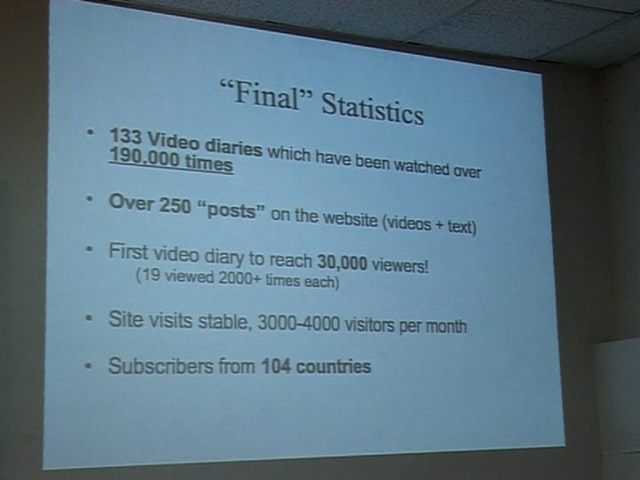 “Final” Statistics
• 133 Video diaries which have been watched over
190.000 times
• Over 250 “posts” on the website (videos + text)
• First video diary to reach 30,000 viewers!
(19 viewed 2000+ times each)
• Site visits stable, 3000-4000 visitors per month
• Subscribers from 104 countries